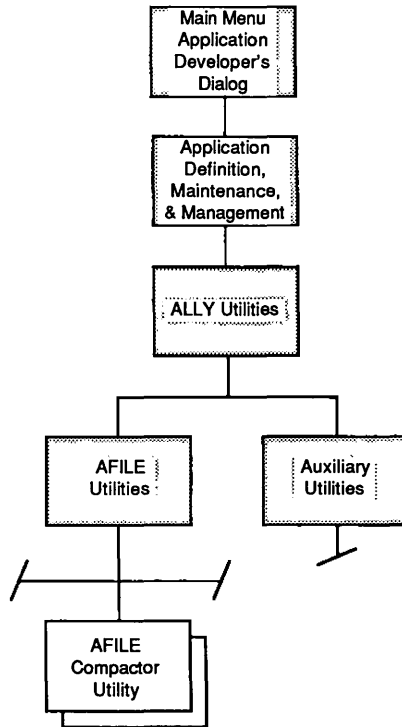 Main Menu
Application
Developer's
Dialog
Application
Definition,
Maintenance,
& Management
ALLY Utilities
AFILE
Utilities
Auxiliary
Utilities
AFILE
Compactor
Utility